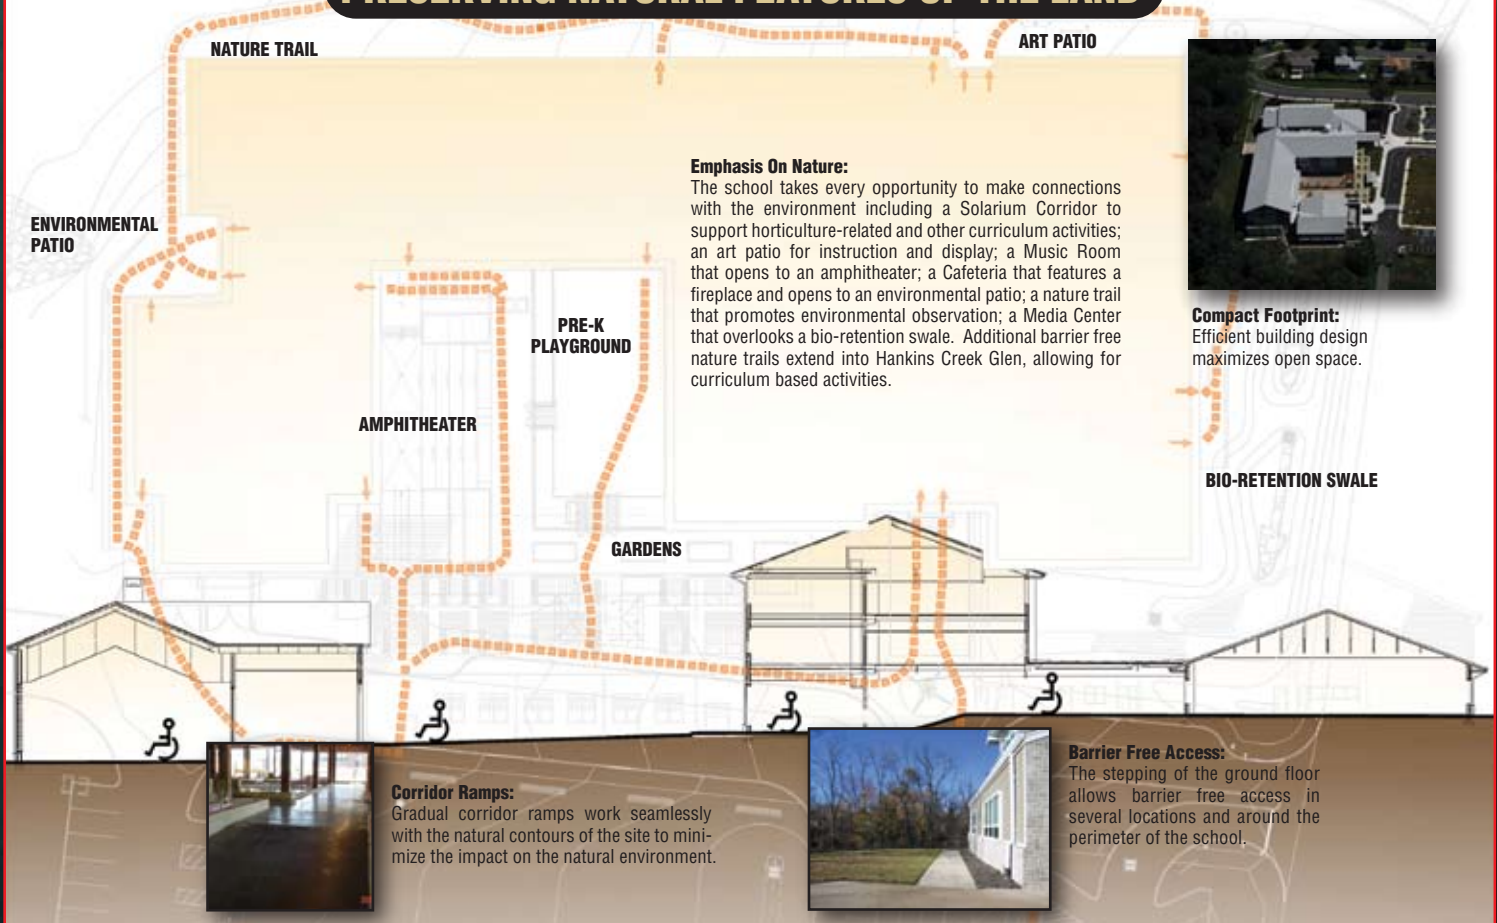 PRESERVING NATURAL FEATURES OF THE LAND
NATURE TRAIL
ART PATIO
ENVIRONMENTAL
PATIO
Emphasis On Nature:
The school takes every opportunity to make connections
with the environment including a Solarium Corridor to
support horticulture-related and other curriculum activities;
an art patio for instruction and display; a Music Room
that opens to an amphitheater; a Cafeteria that features a
fireplace and opens to an environmental patio; a nature trail
that promotes environmental observation; a Media Center
that overlooks a bio-retention swale. Additional barrier free
nature trails extend into Hankins Creek Glen, allowing for
curriculum based activities.
Compact Footprint:
Efficient building design
maximizes open space.
PRE-K
PLAYGROUND
AMPHITHEATER
BIO-RETENTION SWALE
GARDENS
Corridor Ramps:
Gradual corridor ramps work seamlessly
with the natural contours of the site to mini-
mize the impact on the natural environment.
Barrier Free Access:
The stepping of the ground floor
allows barrier free access in
several locations and around the
perimeter of the school.